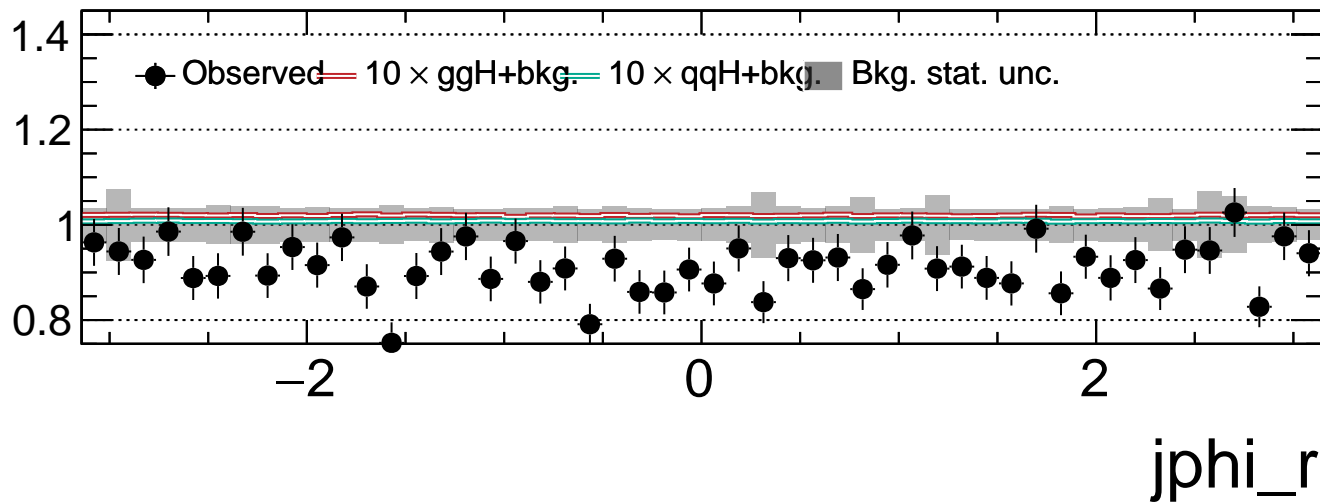 1.4
Observed 10 × ggH+bkg. 10 × qqH+bkg. Bkg. stat. unc.
1.2
1
0.8
−2 0 2
jphi_r